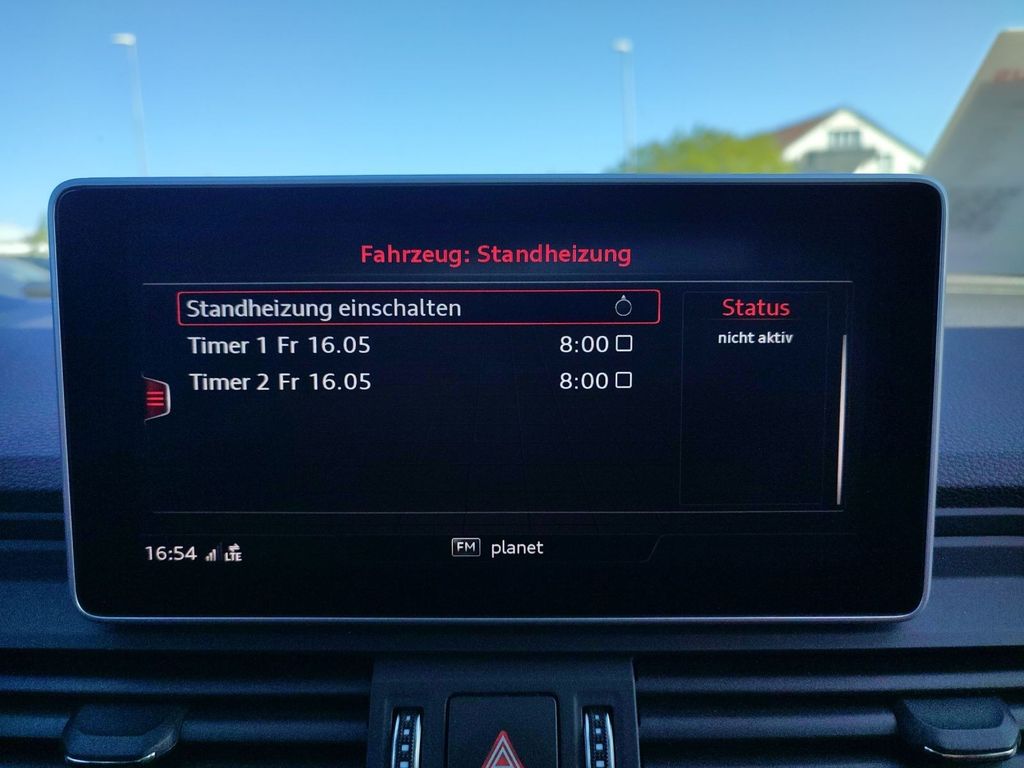 Fahrzeug: Standheizung
Standheizung einschalten
Timer 1 Fr 16.05 8:00
Timer 2 Fr 16.05 8:00
Status
nicht aktiv
16:54 LTE
FM planet